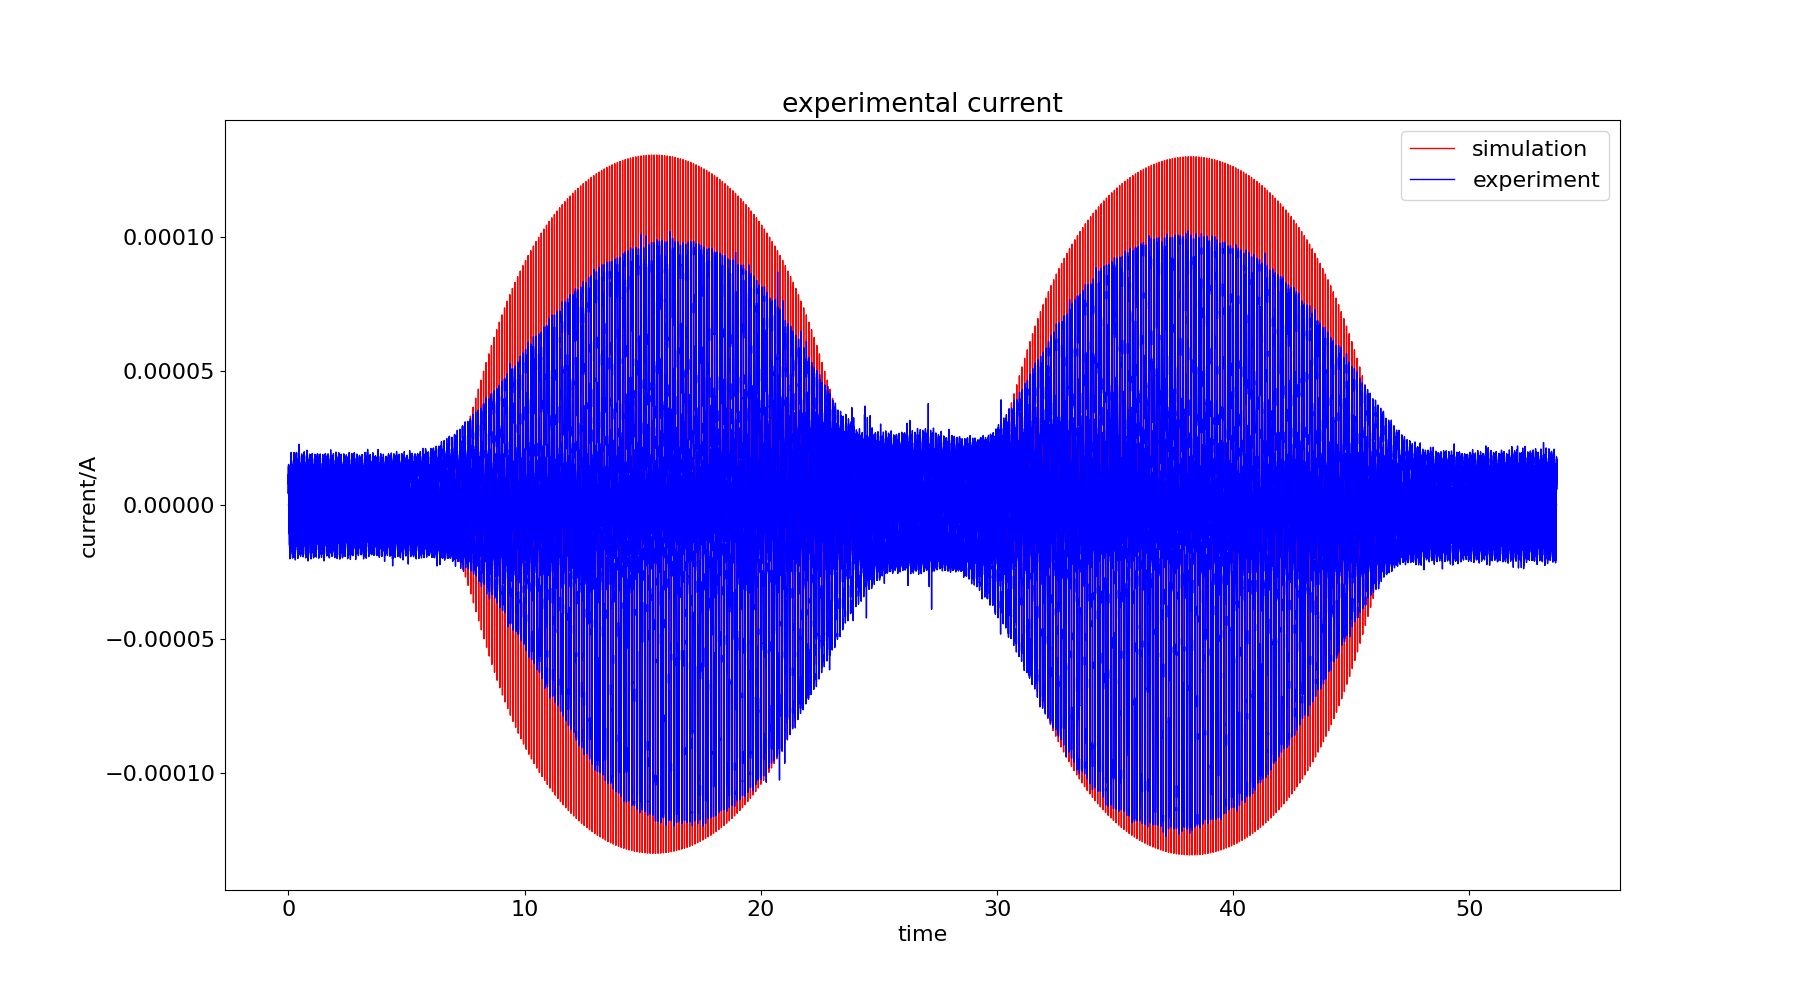 experimental current
simulation
experiment
0.00010
0.00005
0.00000
−0.00005
−0.00010
current/A
0 10 20 30 40 50
time